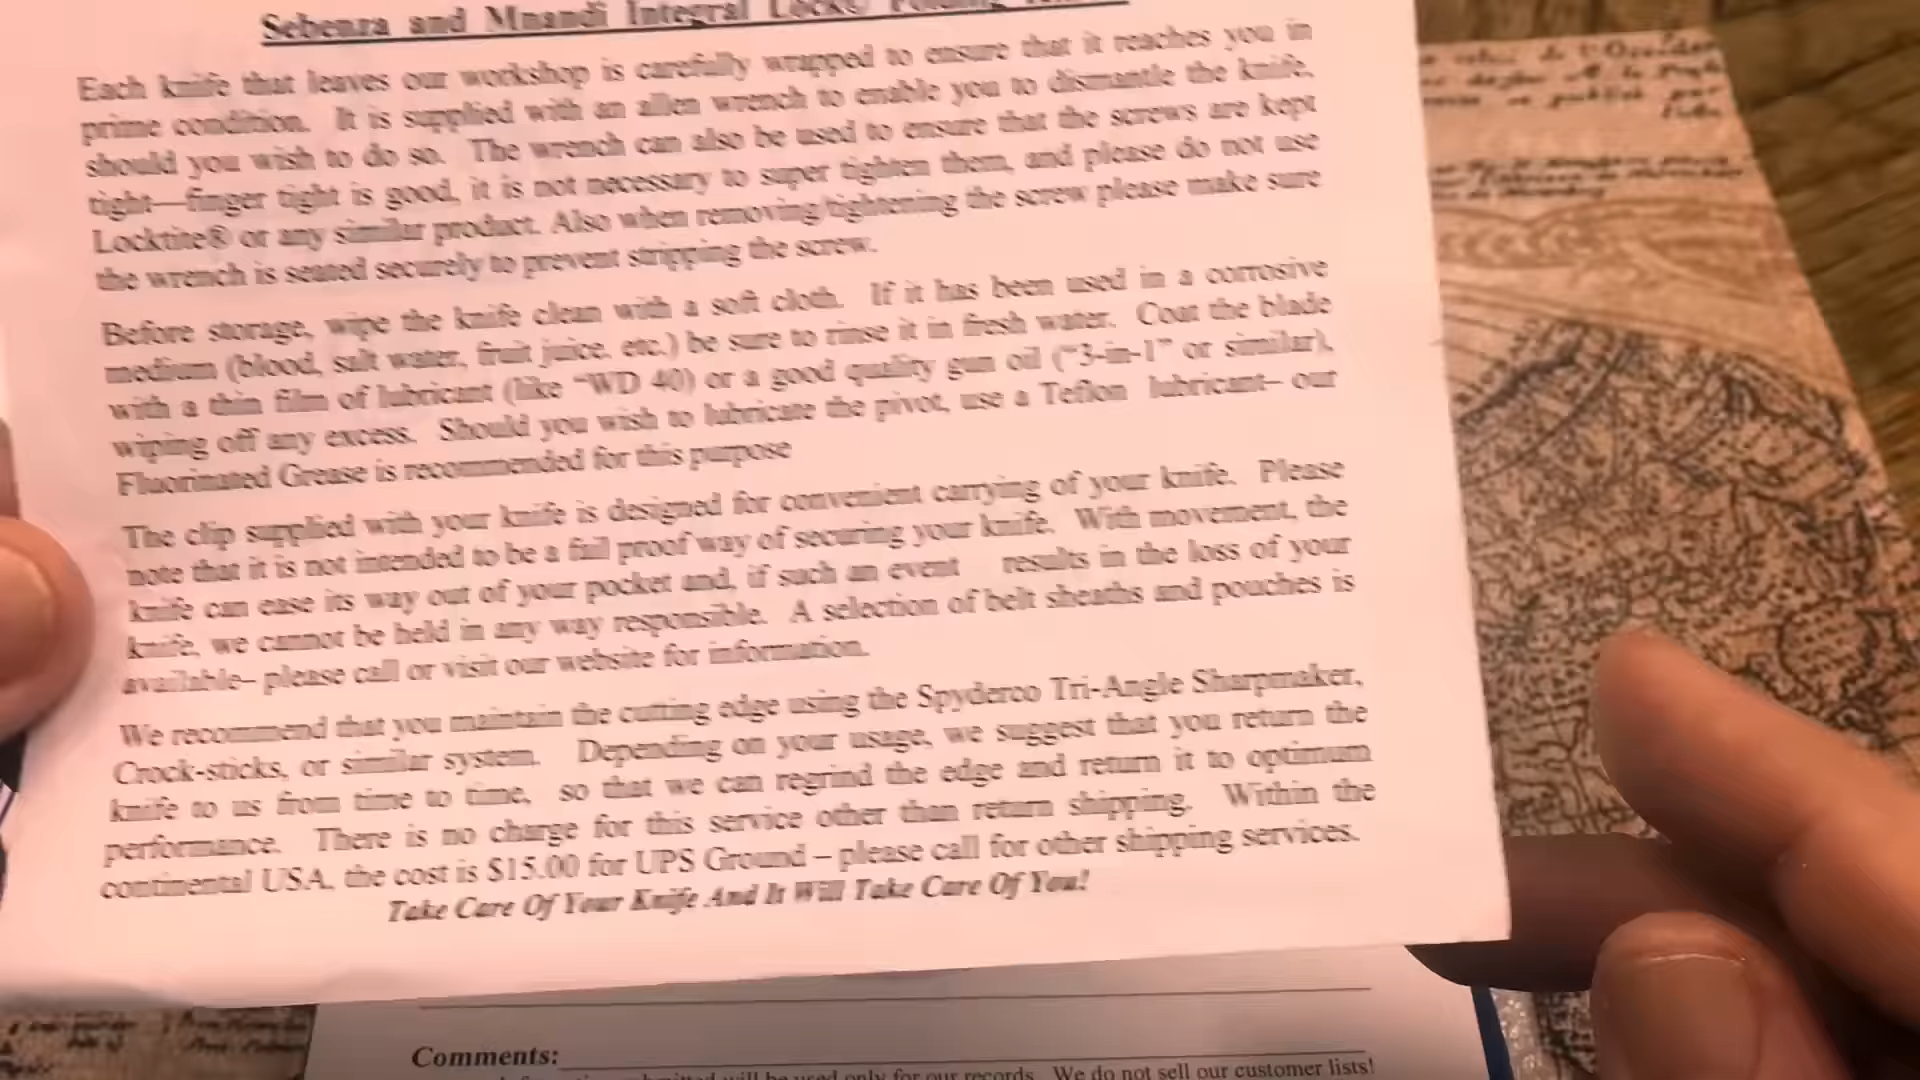 Sebenza and Mnandi Integral Lock® Folding
Each knife that leaves our workshop is carefully wrapped to ensure that it reaches you in
prime condition. It is supplied with an allen wrench to enable you to dismantle the knife,
should you wish to do so. The wrench can also be used to ensure that the screws are kept
tight—finger tight is good, it is not necessary to super tighten them, and please do not use
Locktite® or any similar product. Also when removing/tightening the screw please make sure
the wrench is seated securely to prevent stripping the screw.
Before storage, wipe the knife clean with a soft cloth. If it has been used in a corrosive
medium (blood, salt water, fruit juice, etc.) be sure to rinse it in fresh water. Coat the blade
with a thin film of lubricant (like "WD 40) or a good quality gun oil ("3-in-1" or similar),
wiping off any excess. Should you wish to lubricate the pivot, use a Teflon lubricant– our
Fluorinated Grease is recommended for this purpose
The clip supplied with your knife is designed for convenient carrying of your knife. Please
note that it is not intended to be a fail proof way of securing your knife. With movement, the
knife can ease its way out of your pocket and, if such an event results in the loss of your
knife, we cannot be held in any way responsible. A selection of belt sheaths and pouches is
available– please call or visit our website for information.
We recommend that you maintain the cutting edge using the Spyderco Tri-Angle Sharpmaker,
Crock-sticks, or similar system. Depending on your usage, we suggest that you return the
knife to us from time to time, so that we can regrind the edge and return it to optimum
performance. There is no charge for this service other than return shipping. Within the
continental USA, the cost is $15.00 for UPS Ground – please call for other shipping services.
Take Care Of Your Knife And It Will Take Care Of You!
Comments:
will be used only for our records. We do not sell our customer lists!